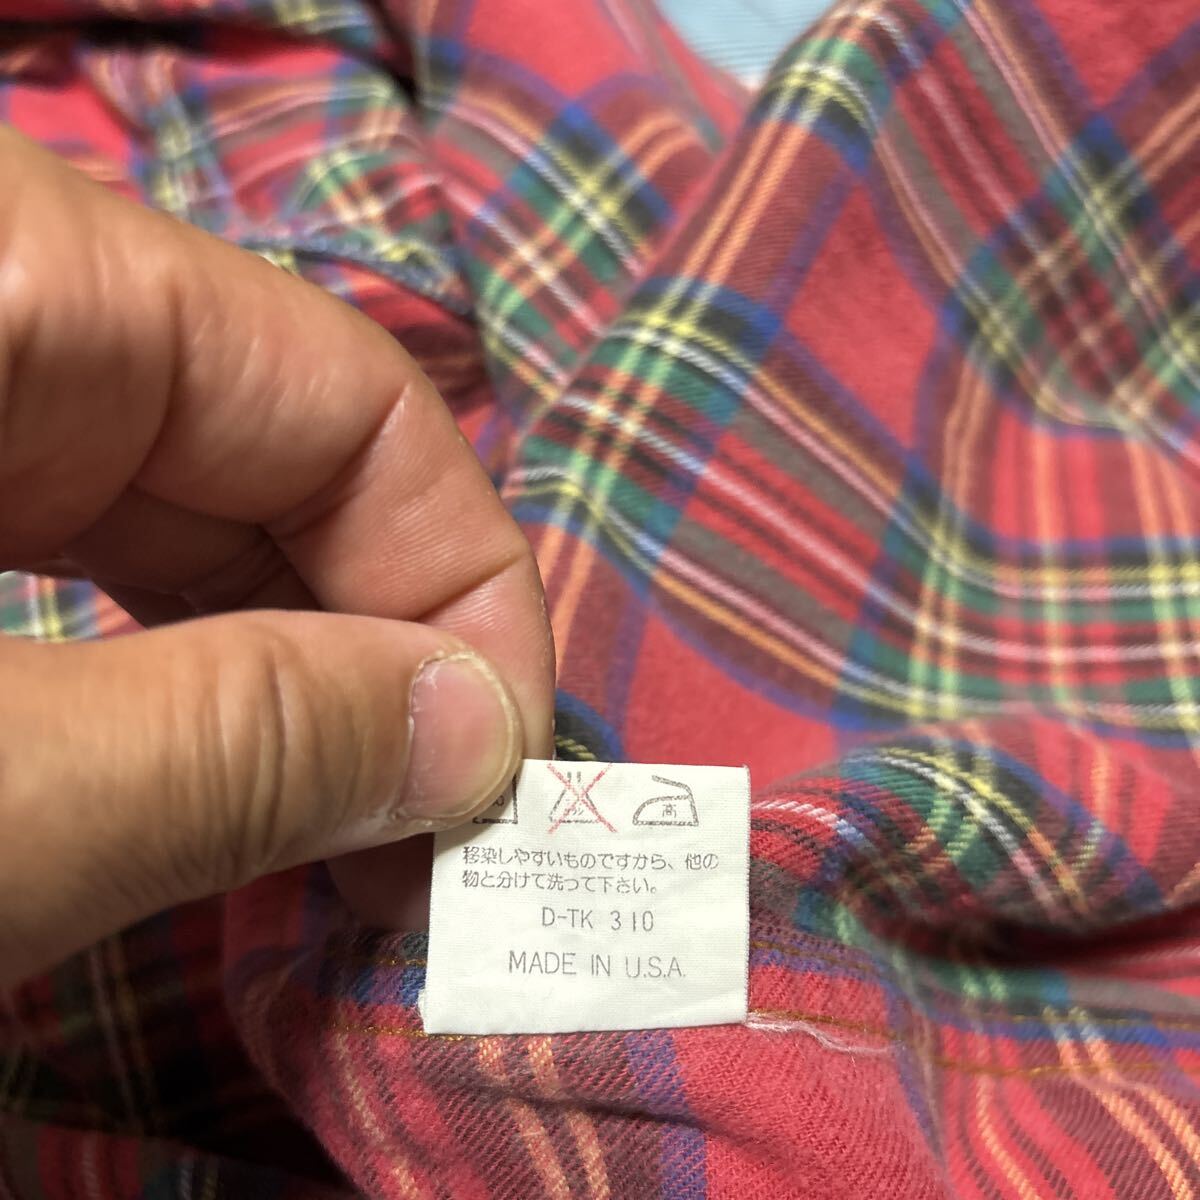 高
移染しやすいものですから、他の
物と分けて洗って下さい。
D-TK 310
MADE IN U.S.A.